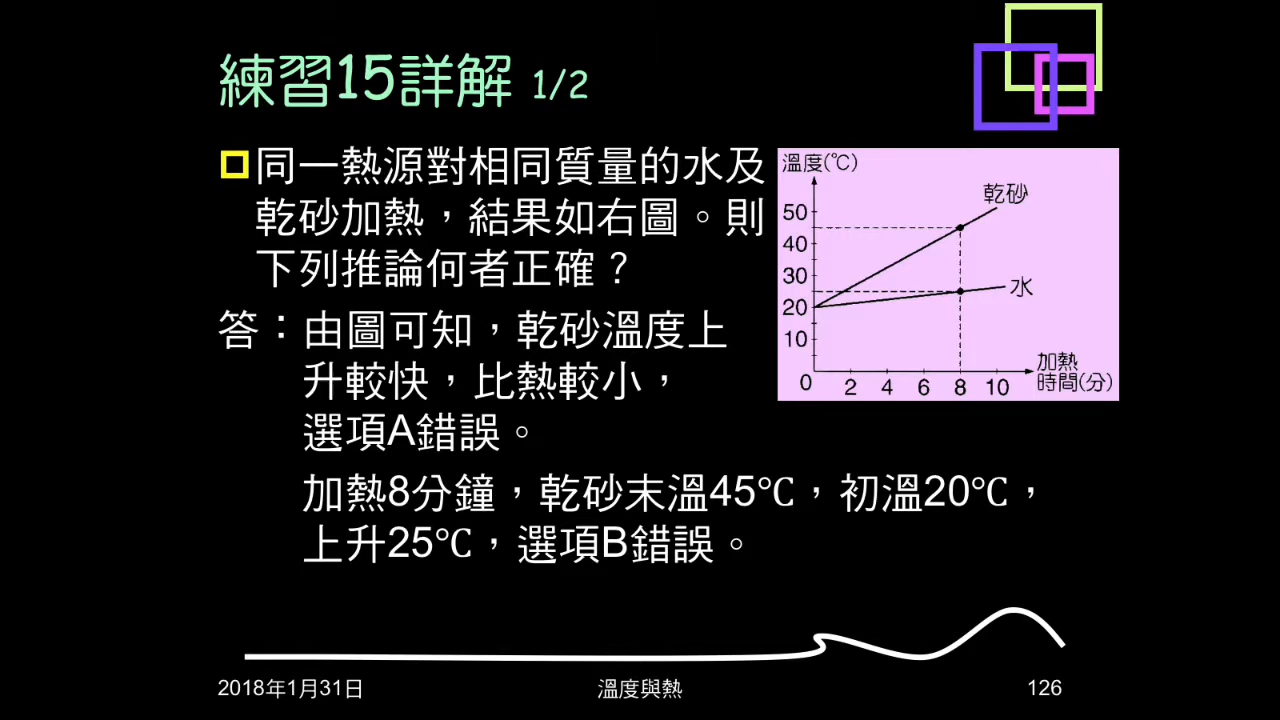 練習15詳解 1/2
同一熱源對相同質量的水及
乾砂加熱，結果如右圖。則
下列推論何者正確？
答：由圖可知，乾砂溫度上
升較快，比熱較小，
選項A錯誤。
加熱8分鐘，乾砂末溫45℃，初溫20℃，
上升25℃，選項B錯誤。
溫度(℃)
乾砂
50
40
30
水
20
10
加熱
時間(分)
0 2 4 6 8 10
2018年1月31日
溫度與熱
126